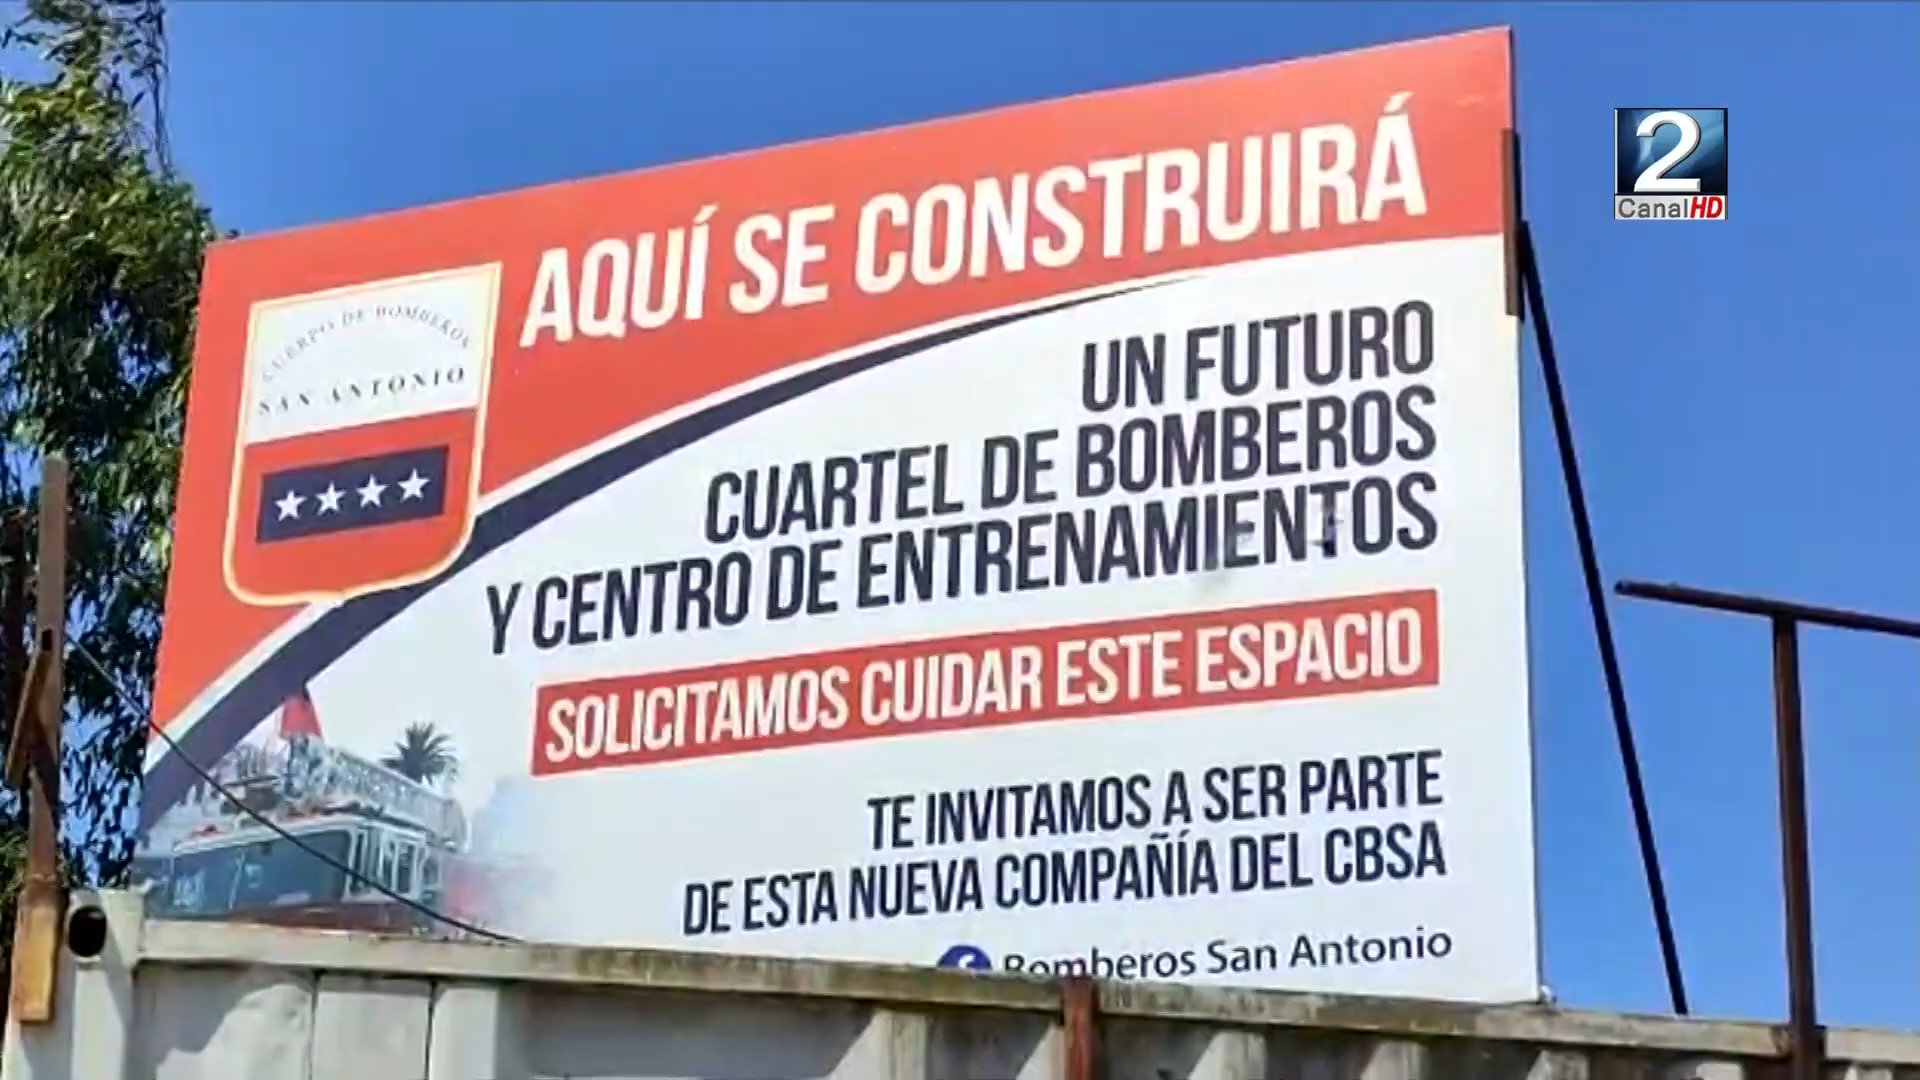 2
CanalHD
AQUÍ SE CONSTRUIRÁ
CUERPO DE BOMBEROS
SAN ANTONIO
UN FUTURO
CUARTEL DE BOMBEROS
Y CENTRO DE ENTRENAMIENTOS
SOLICITAMOS CUIDAR ESTE ESPACIO
TE INVITAMOS A SER PARTE
DE ESTA NUEVA COMPAÑÍA DEL CBSA
f Bomberos San Antonio